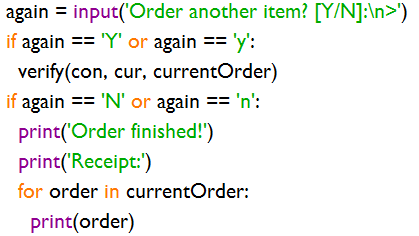 again = input('Order another item? [Y/N]:\n>')
if again == 'Y' or again == 'y':
  verify(con, cur, currentOrder)
if again == 'N' or again == 'n':
  print('Order finished!')
  print('Receipt:')
  for order in currentOrder:
    print(order)